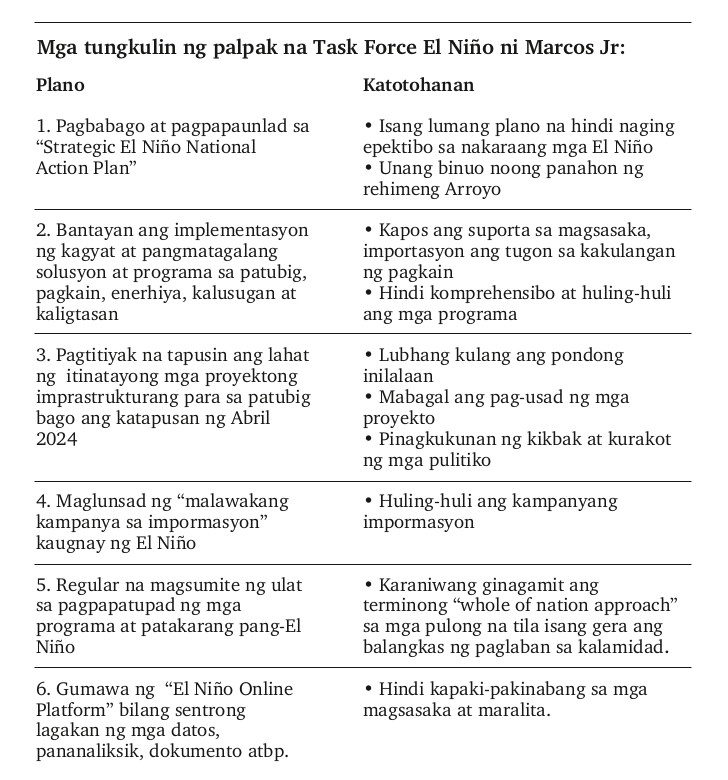 Mga tungkulin ng palpak na Task Force El Niño ni Marcos Jr:
Plano
Katotohanan
1. Pagbabago at pagpapaunlad sa
“Strategic El Niño National
Action Plan”
• Isang lumang plano na hindi naging
epektibo sa nakaraang mga El Niño
• Unang binuo noong panahon ng
rehimeng Arroyo
2. Bantayan ang implementasyon
ng kagyat at pangmatagalang
solusyon at programa sa patubig,
pagkain, enerhiya, kalusugan at
kaligtasan
• Kapos ang suporta sa magsasaka,
importasyon ang tugon sa kakulangan
ng pagkain
• Hindi komprehensibo at huling-huli
ang mga programa
3. Pagtitiyak na tapusin ang lahat
ng  itinatayong mga proyektong
imprastrukturang para sa patubig
bago ang katapusan ng Abril
2024
• Lubhang kulang ang pondong
inilalaan
• Mabagal ang pag-usad ng mga
proyekto
• Pinagkukunan ng kikbak at kurakot
ng mga pulitiko
4. Maglunsad ng “malawakang
kampanya sa impormasyon”
kaugnay ng El Niño
• Huling-huli ang kampanyang
impormasyon
5. Regular na magsumite ng ulat
sa pagpapatupad ng mga
programa at patakarang pang-El
Niño
• Karaniwang ginagamit ang
terminong “whole of nation approach”
sa mga pulong na tila isang gera ang
balangkas ng paglaban sa kalamidad.
6. Gumawa ng  “El Niño Online
Platform” bilang sentrong
lagakan ng mga datos,
pananaliksik, dokumento atbp.
• Hindi kapaki-pakinabang sa mga
magsasaka at maralita.